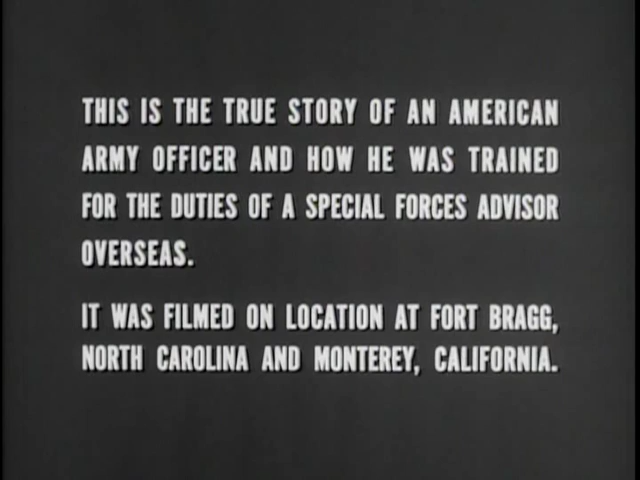 THIS IS THE TRUE STORY OF AN AMERICAN
ARMY OFFICER AND HOW HE WAS TRAINED
FOR THE DUTIES OF A SPECIAL FORCES ADVISOR
OVERSEAS.
IT WAS FILMED ON LOCATION AT FORT BRAGG,
NORTH CAROLINA AND MONTEREY, CALIFORNIA.